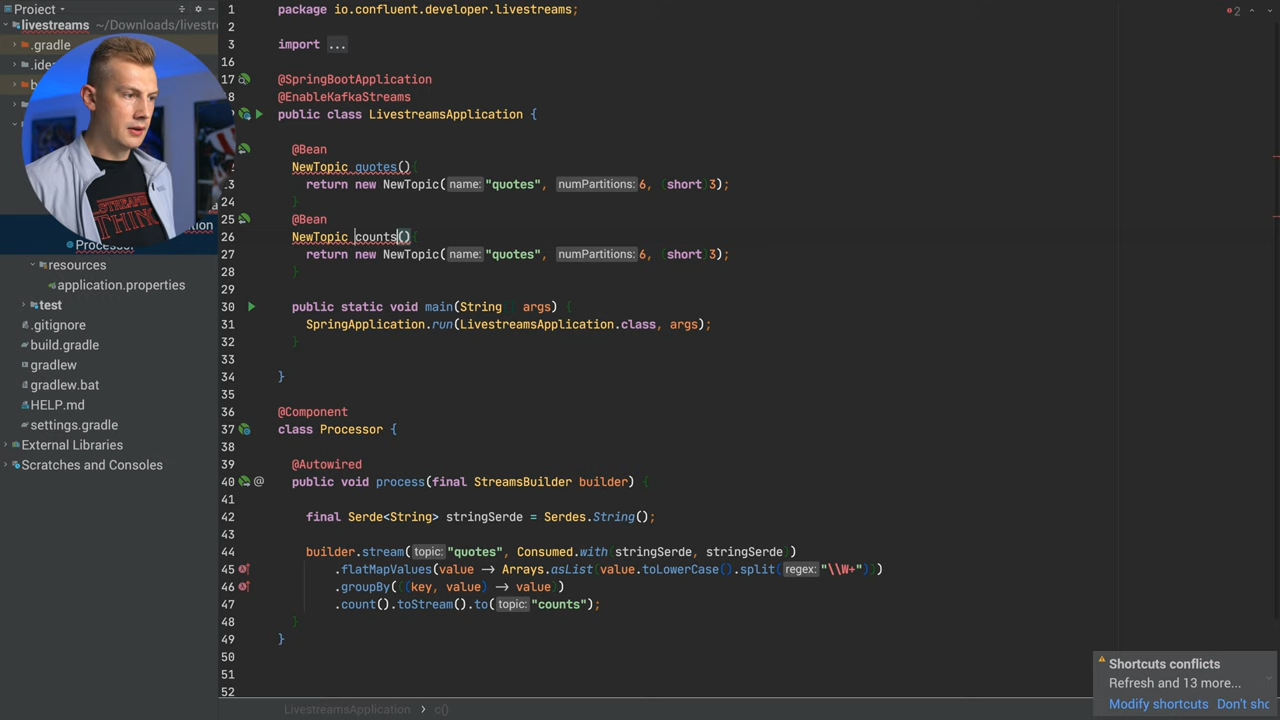 Project
livestreams ~/Downloads/livestr
.gradle
.ide
b
Processor
resources
application.properties
test
.gitignore
build.gradle
gradlew
gradlew.bat
HELP.md
settings.gradle
External Libraries
Scratches and Consoles
STREAMS
THING
1 package io.confluent.developer.livestreams;
2
3 import ...
16
17 @SpringBootApplication
8 @EnableKafkaStreams
public class LivestreamsApplication {
@Bean
NewTopic quotes(){
3 return new NewTopic( name: "quotes", numPartitions: 6, (short)3);
24 }
25 @Bean
26 NewTopic counts(){
27 return new NewTopic( name: "quotes", numPartitions: 6, (short)3);
28 }
29
30 public static void main(String[] args) {
31 SpringApplication.run(LivestreamsApplication.class, args);
32 }
33
34 }
35
36 @Component
37 class Processor {
38
39 @Autowired
40 @ public void process(final StreamsBuilder builder) {
41
42 final Serde<String> stringSerde = Serdes.String();
43
44 builder.stream( topic: "quotes", Consumed.with(stringSerde, stringSerde))
45 .flatMapValues(value → Arrays.asList(value.toLowerCase().split( regex: "\\W+")))
46 .groupBy((key, value) → value)
47 .count().toStream().to( topic: "counts");
48 }
49 }
50
51
52
2
Shortcuts conflicts
Refresh and 13 more...
Modify shortcuts Don't sho
LivestreamsApplication > c()